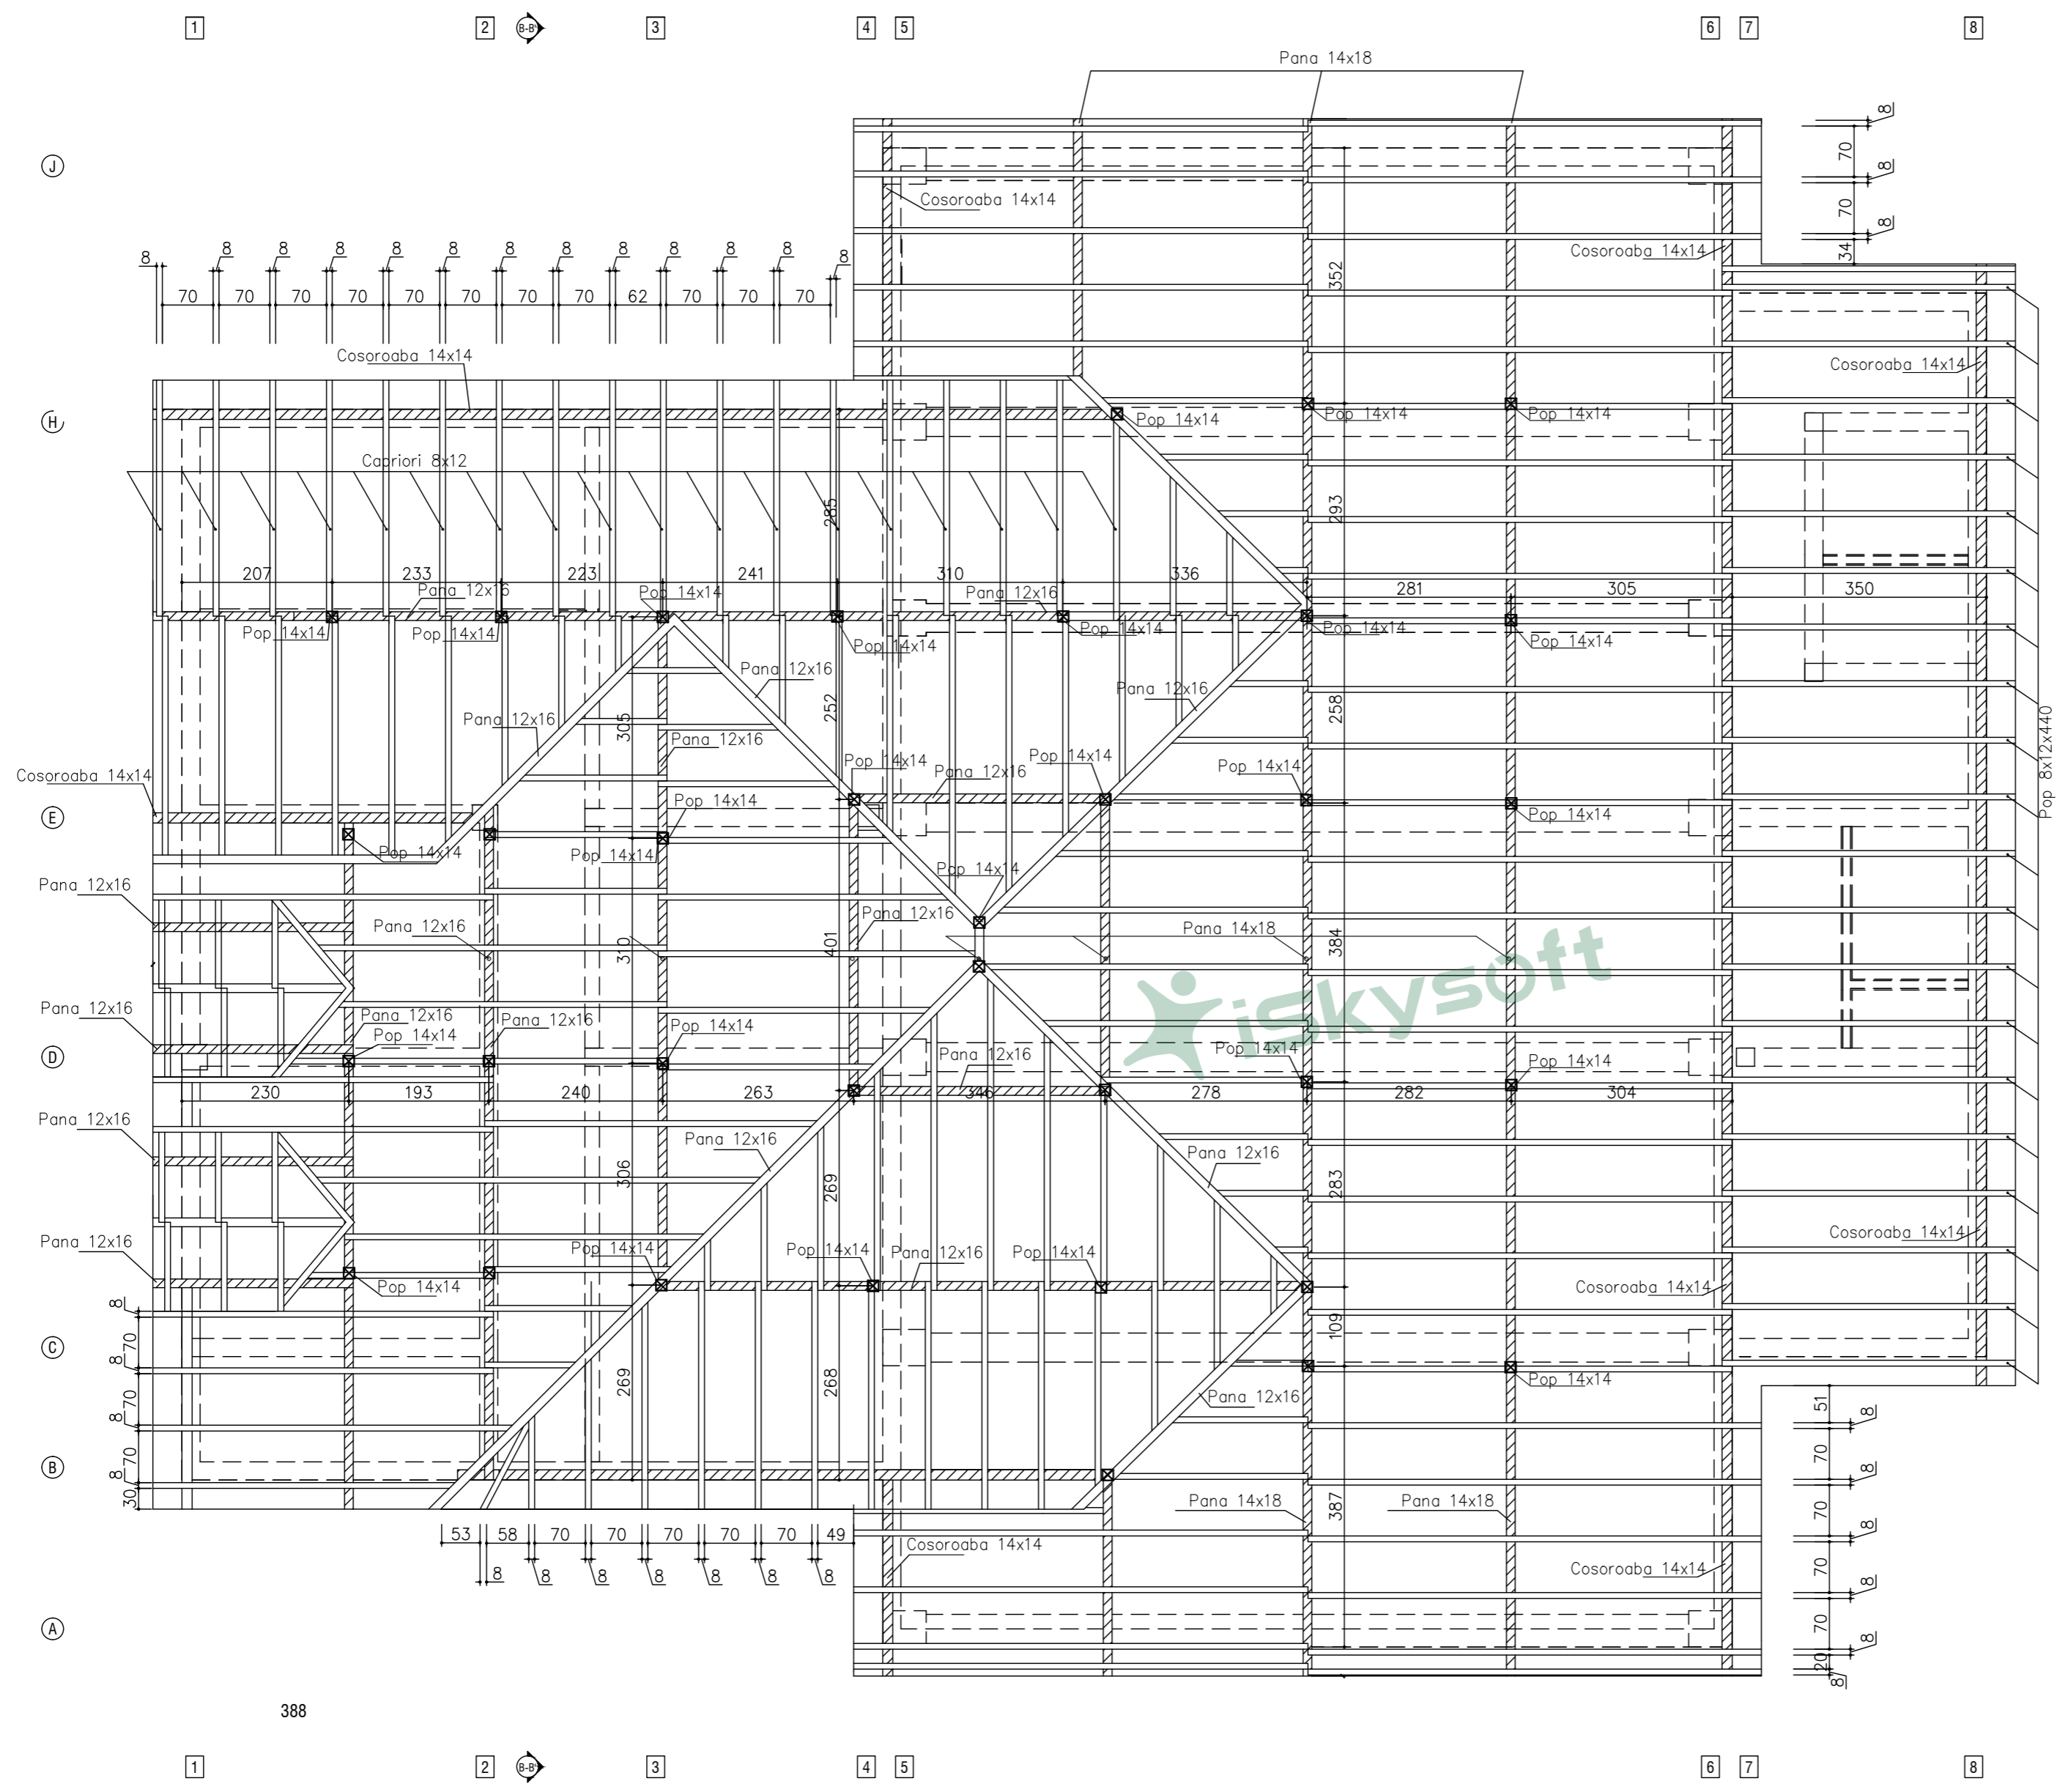 1 2 B-B' 3 4 5 6 7 8
Pana 14x18
J
8
70
8
70
8
34
Cosoroaba 14x14
Cosoroaba 14x14
352
8 8 8 8 8 8 8 8 8 8 8 8 8
70 70 70 70 70 70 70 70 62 70 70 70
Cosoroaba 14x14
Cosoroaba 14x14
H
Pop 14x14
Pop 14x14
Pop 14x14
Capriori 8x12
285
293
207 233 223 241 310 336
281 305 350
Pana 12x16
Pop 14x14
Pana 12x16
Pop 14x14
Pop 14x14
Pop 14x14
Pop 14x14
Pop 14x14
Pop 14x14
Pana 12x16
Pana 12x16
252
258
305
Pana 12x16
Pana 12x16
Pop 14x14
Pop 14x14
Pop 14x14
Pana 12x16
Cosoroaba 14x14
Pop 8x12x440
Pop 14x14
Pop 14x14
E
Pop 14x14
Pop 14x14
Pop 14x14
Pana 12x16
Pana 12x16
Pana 12x16
Pana 14x18
310
401
384
iskysoft
Pana 12x16
Pana 12x16
Pana 12x16
Pop 14x14
Pop 14x14
D
Pana 12x16
Pop 14x14
Pop 14x14
230 193 240 263 346 278 282 304
Pana 12x16
Pana 12x16
Pana 12x16
306
269
283
Pana 12x16
Pop 14x14
Pop 14x14
Pana 12x16
Pop 14x14
Cosoroaba 14x14
Pop 14x14
Cosoroaba 14x14
8
70
8
70
8
70
8
30
C
109
Pop 14x14
269
268
Pana 12x16
51
8
70
8
70
8
70
8
70
8
20
8
B
387
Pana 14x18
Pana 14x18
53 58 70 70 70 70 70 49
8 8 8 8 8 8 8
Cosoroaba 14x14
Cosoroaba 14x14
A
388
1 2 B-B' 3 4 5 6 7 8